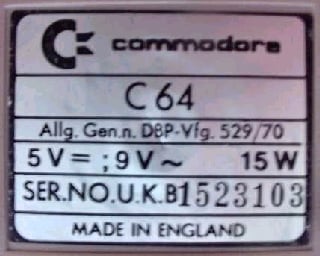 commodore
C 64
Allg. Gen.n. DBP-Vfg. 529/70
5 V = ; 9 V ~ 15 W
SER.NO.U.K.B1523103
MADE IN ENGLAND